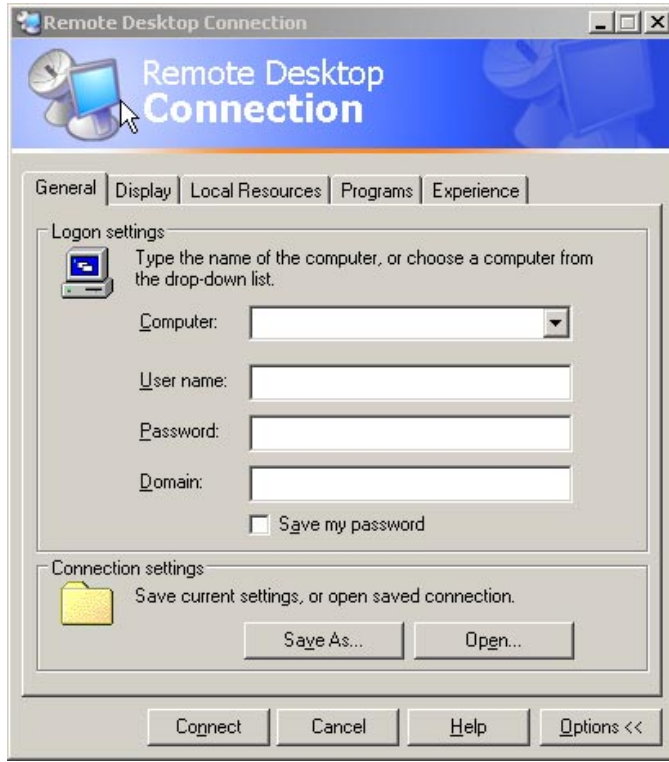 Remote Desktop Connection
Remote Desktop
Connection
General Display Local Resources Programs Experience
Logon settings
Type the name of the computer, or choose a computer from
the drop-down list.
Computer:
User name:
Password:
Domain:
Save my password
Connection settings
Save current settings, or open saved connection.
Save As... Open...
Connect Cancel Help Options <<